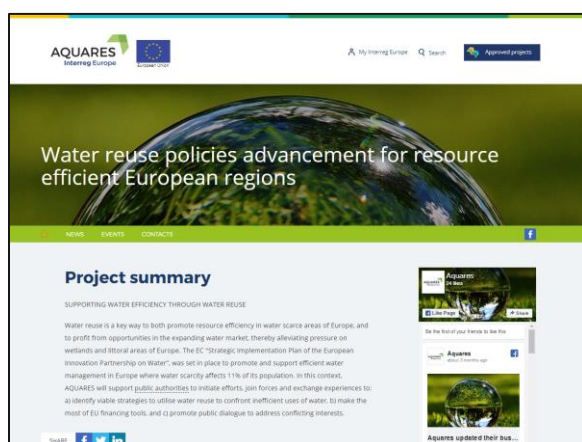 AQUARES
Interreg Europe
European Union
My Interreg Europe
Search
Approved projects
Water reuse policies advancement for resource
efficient European regions
NEWS EVENTS CONTACTS
Project summary
SUPPORTING WATER EFFICIENCY THROUGH WATER REUSE
Water reuse is a key way to both promote resource efficiency in water scarce areas of Europe, and
to profit from opportunities in the expanding water market, thereby alleviating pressure on
wetlands and littoral areas of Europe. The EC "Strategic Implementation Plan of the European
Innovation Partnership on Water", was set in place to promote and support efficient water
management in Europe where water scarcity affects 11% of its population. In this context,
AQUARES will support public authorities to initiate efforts, join forces and exchange experiences to:
a) identify viable strategies to utilise water reuse to confront inefficient uses of water, b) make the
most of EU financing tools, and c) promote public dialogue to address conflicting interests.
SHARE
Aquares
Like Page
Share
Be the first of your friends to like this
Aquares
about 3 months ago
Aquares updated their bus...